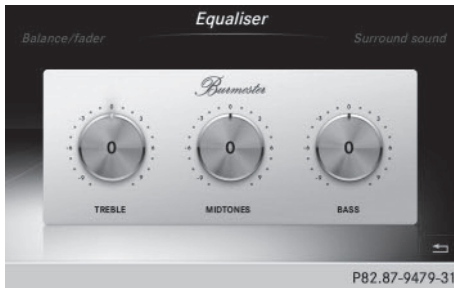 Equaliser
Balance/fader Surround sound
Burmester
0 0 0
TREBLE MIDTONES BASS
P82.87-9479-31